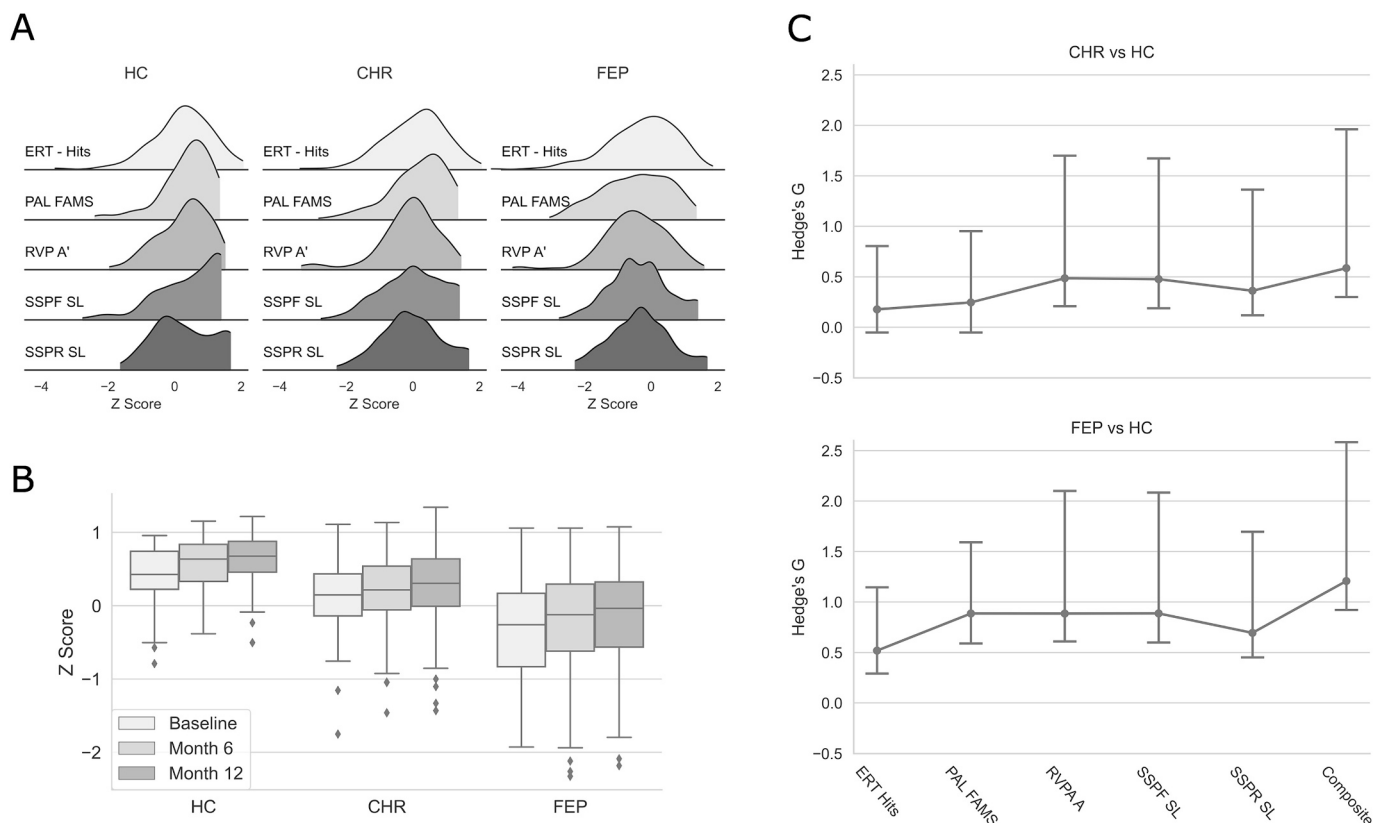 A
HC
CHR
FEP
ERT - Hits
ERT - Hits
ERT - Hits
PAL FAMS
PAL FAMS
PAL FAMS
RVP A'
RVP A'
RVP A'
SSPF SL
SSPF SL
SSPF SL
SSPR SL
SSPR SL
SSPR SL
−4 −2 0 2
−4 −2 0 2
−4 −2 0 2
Z Score
Z Score
Z Score
B
Z Score
1
0
−1
−2
Baseline
Month 6
Month 12
HC
CHR
FEP
C
CHR vs HC
Hedge's G
2.5
2.0
1.5
1.0
0.5
0.0
−0.5
FEP vs HC
Hedge's G
2.5
2.0
1.5
1.0
0.5
0.0
−0.5
ERT Hits
PAL FAMS
RVPA A
SSPF SL
SSPR SL
Composite